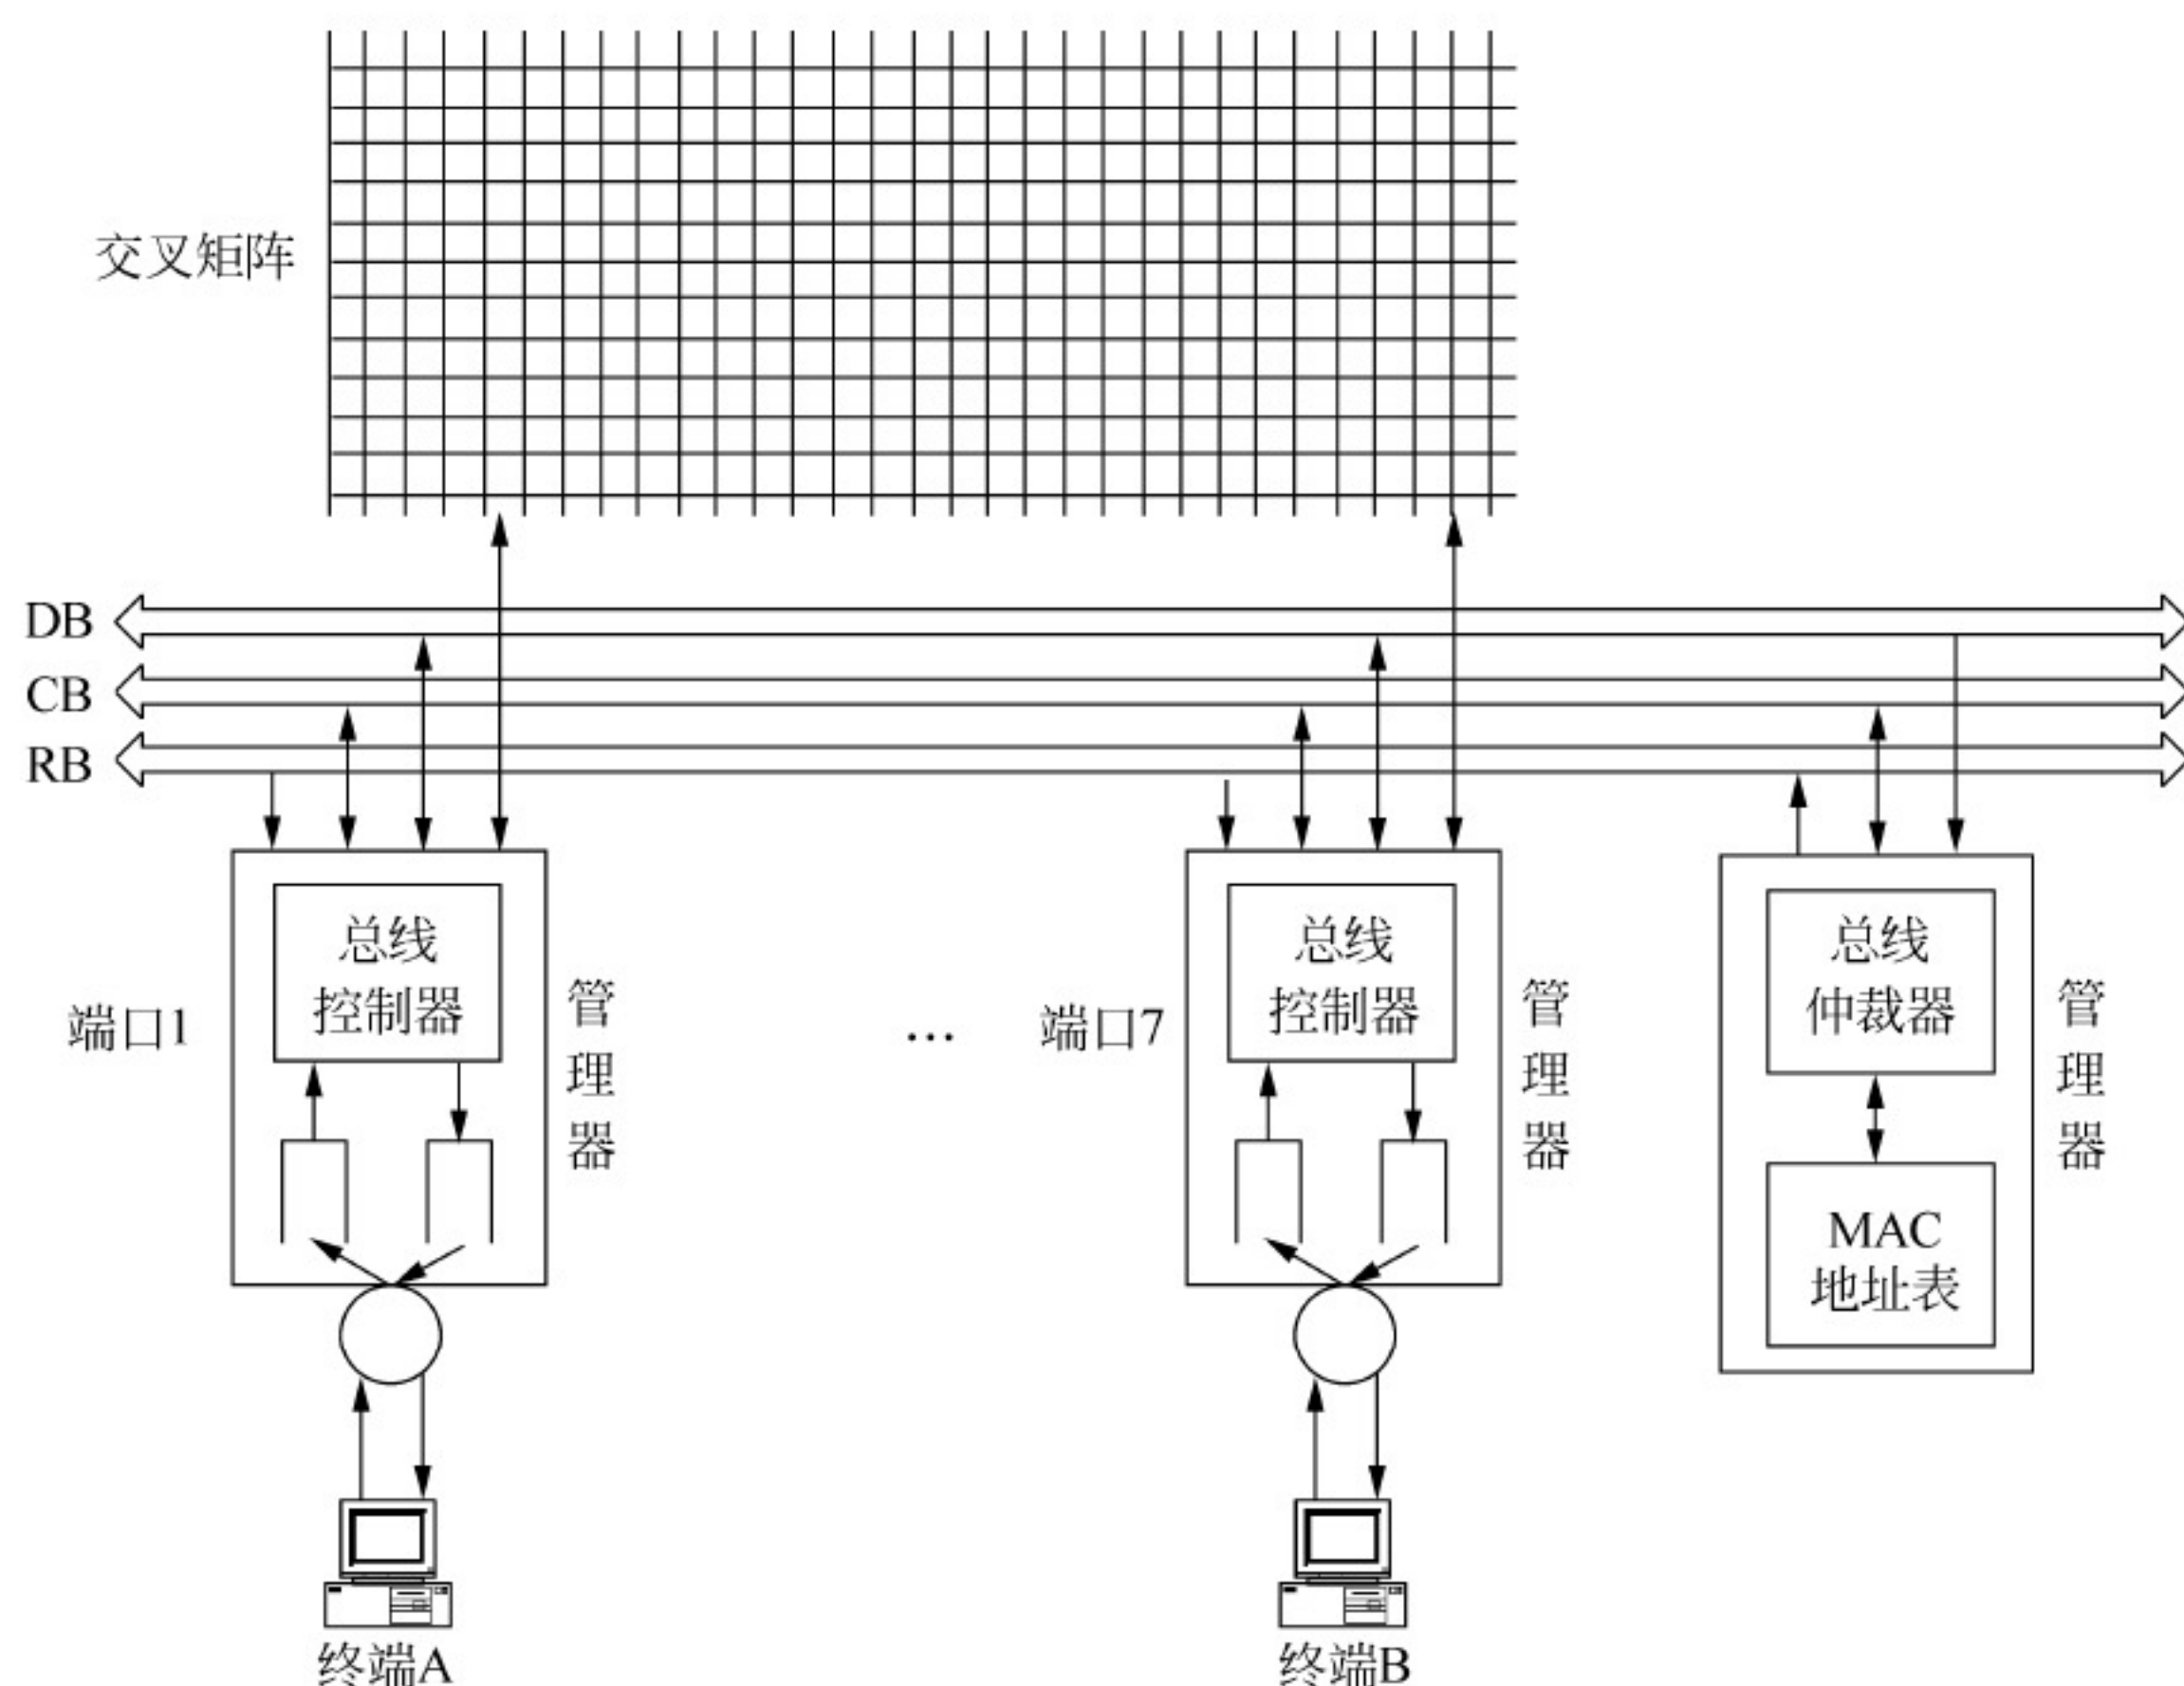 交叉矩阵
DB
CB
RB
端口1
总线
控制器
管
理
器
…
端口7
总线
控制器
管
理
器
总线
仲裁器
MAC
地址表
管
理
器
终端A
终端B